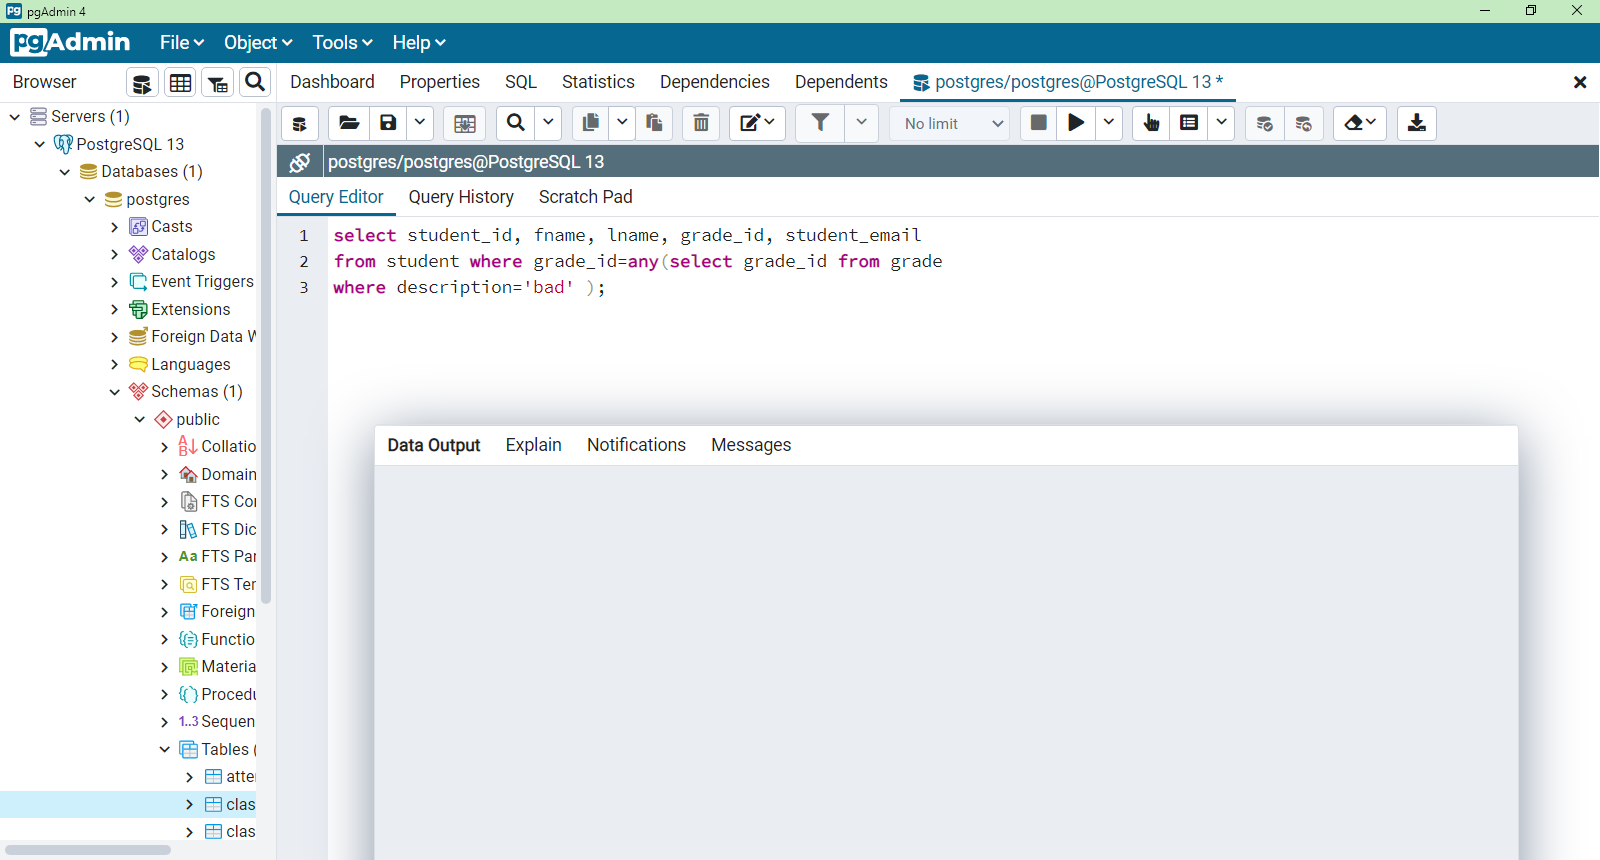 pgAdmin 4
pgAdmin File Object Tools Help
Browser Dashboard Properties SQL Statistics Dependencies Dependents postgres/postgres@PostgreSQL 13 *
No limit
postgres/postgres@PostgreSQL 13
Query Editor Query History Scratch Pad
1 select student_id, fname, lname, grade_id, student_email
2 from student where grade_id=any(select grade_id from grade
3 where description='bad' );
Data Output Explain Notifications Messages
Servers (1)
PostgreSQL 13
Databases (1)
postgres
Casts
Catalogs
Event Triggers
Extensions
Foreign Data W
Languages
Schemas (1)
public
Collatio
Domain
FTS Cor
FTS Dic
Aa FTS Par
FTS Ter
Foreign
Functio
Materia
Procedu
1..3 Sequen
Tables (
atte
clas
clas